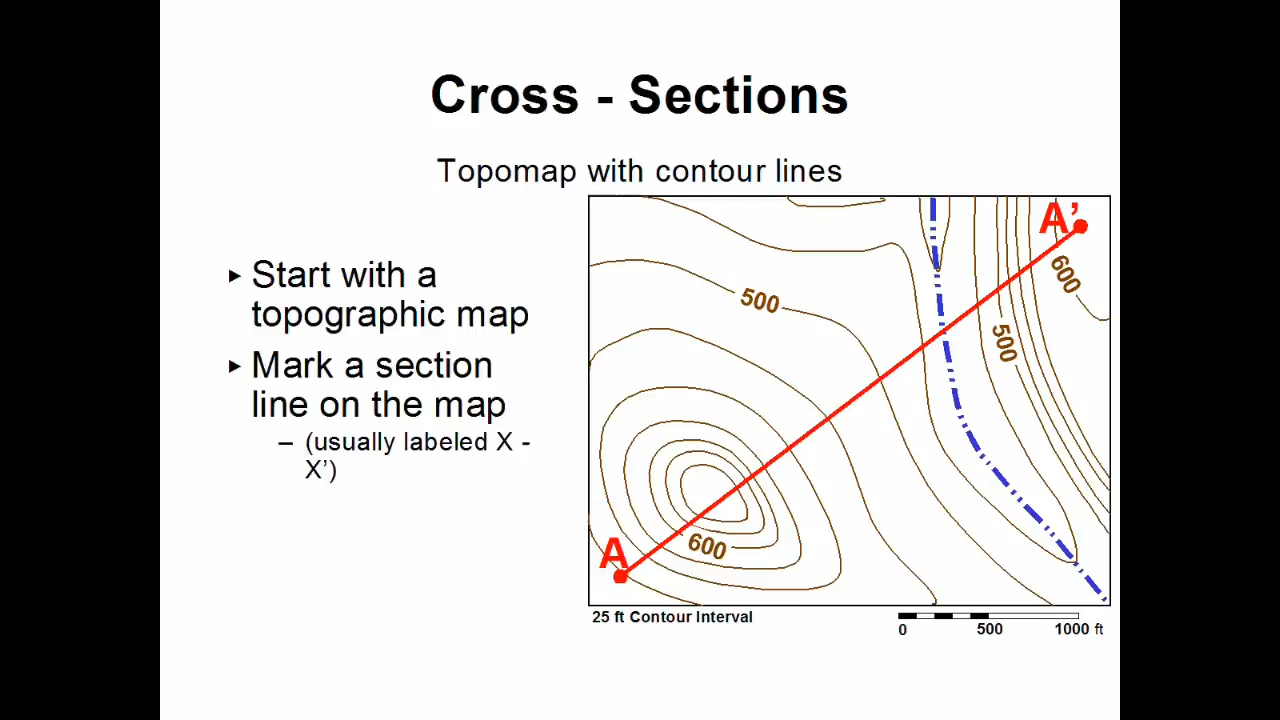 Cross - Sections
Topomap with contour lines
▸ Start with a
topographic map
▸ Mark a section
line on the map
– (usually labeled X -
X’)
A’
600
500
500
A
600
25 ft Contour Interval
0 500 1000 ft